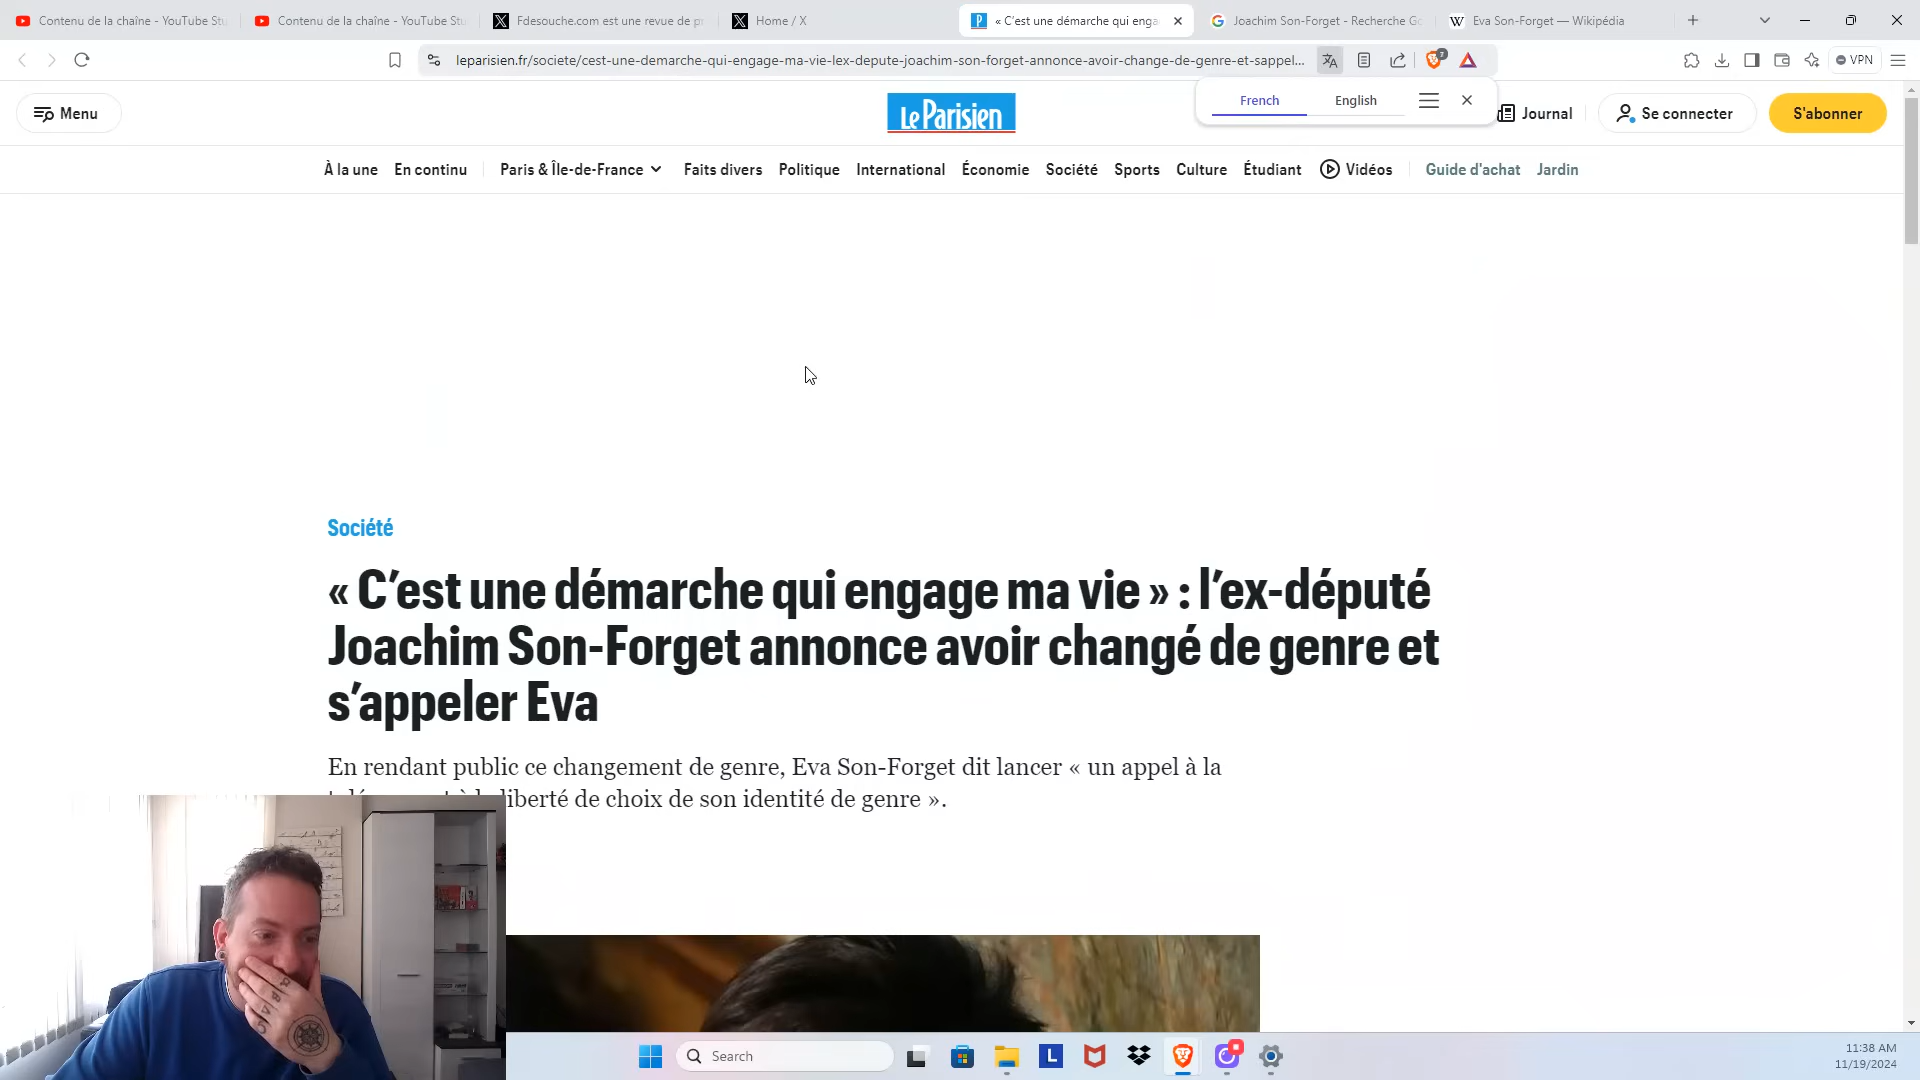 Contenu de la chaîne - YouTube Stu
Contenu de la chaîne - YouTube Stu
Fdesouche.com est une revue de pr
Home / X
« C'est une démarche qui enga
Joachim Son-Forget - Recherche Go
Eva Son-Forget — Wikipédia
leparisien.fr/societe/cest-une-demarche-qui-engage-ma-vie-lex-depute-joachim-son-forget-annonce-avoir-change-de-genre-et-sappel...
7
VPN
French
English
Menu
Le Parisien
Journal
Se connecter
S'abonner
À la une
En continu
Paris & Île-de-France
Faits divers
Politique
International
Économie
Société
Sports
Culture
Étudiant
Vidéos
Guide d'achat
Jardin
Société
« C'est une démarche qui engage ma vie » : l'ex-député
Joachim Son-Forget annonce avoir changé de genre et
s'appeler Eva
En rendant public ce changement de genre, Eva Son-Forget dit lancer « un appel à la
liberté de choix de son identité de genre ».
Search
L
11:38 AM
11/19/2024